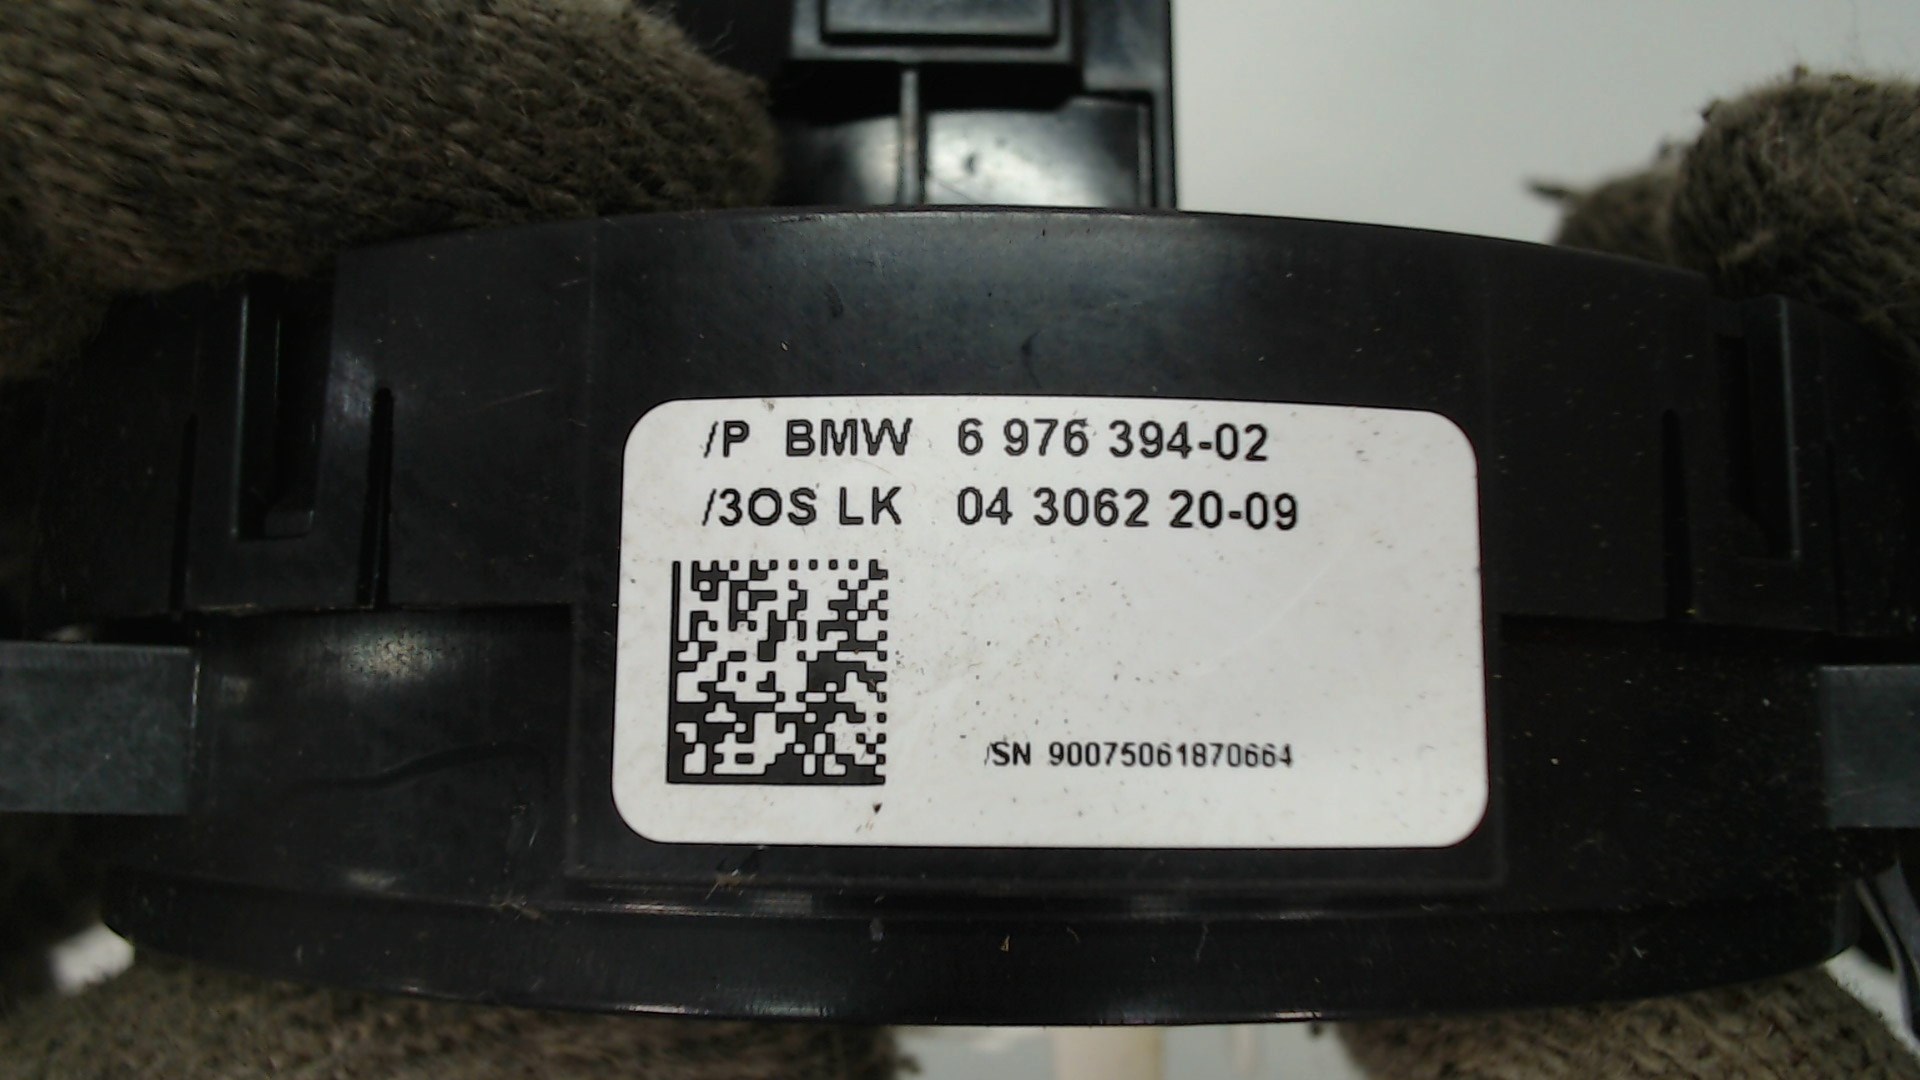 /P BMW 6 976 394-02
/3OS LK 04 3062 20-09
/SN 90075061870664